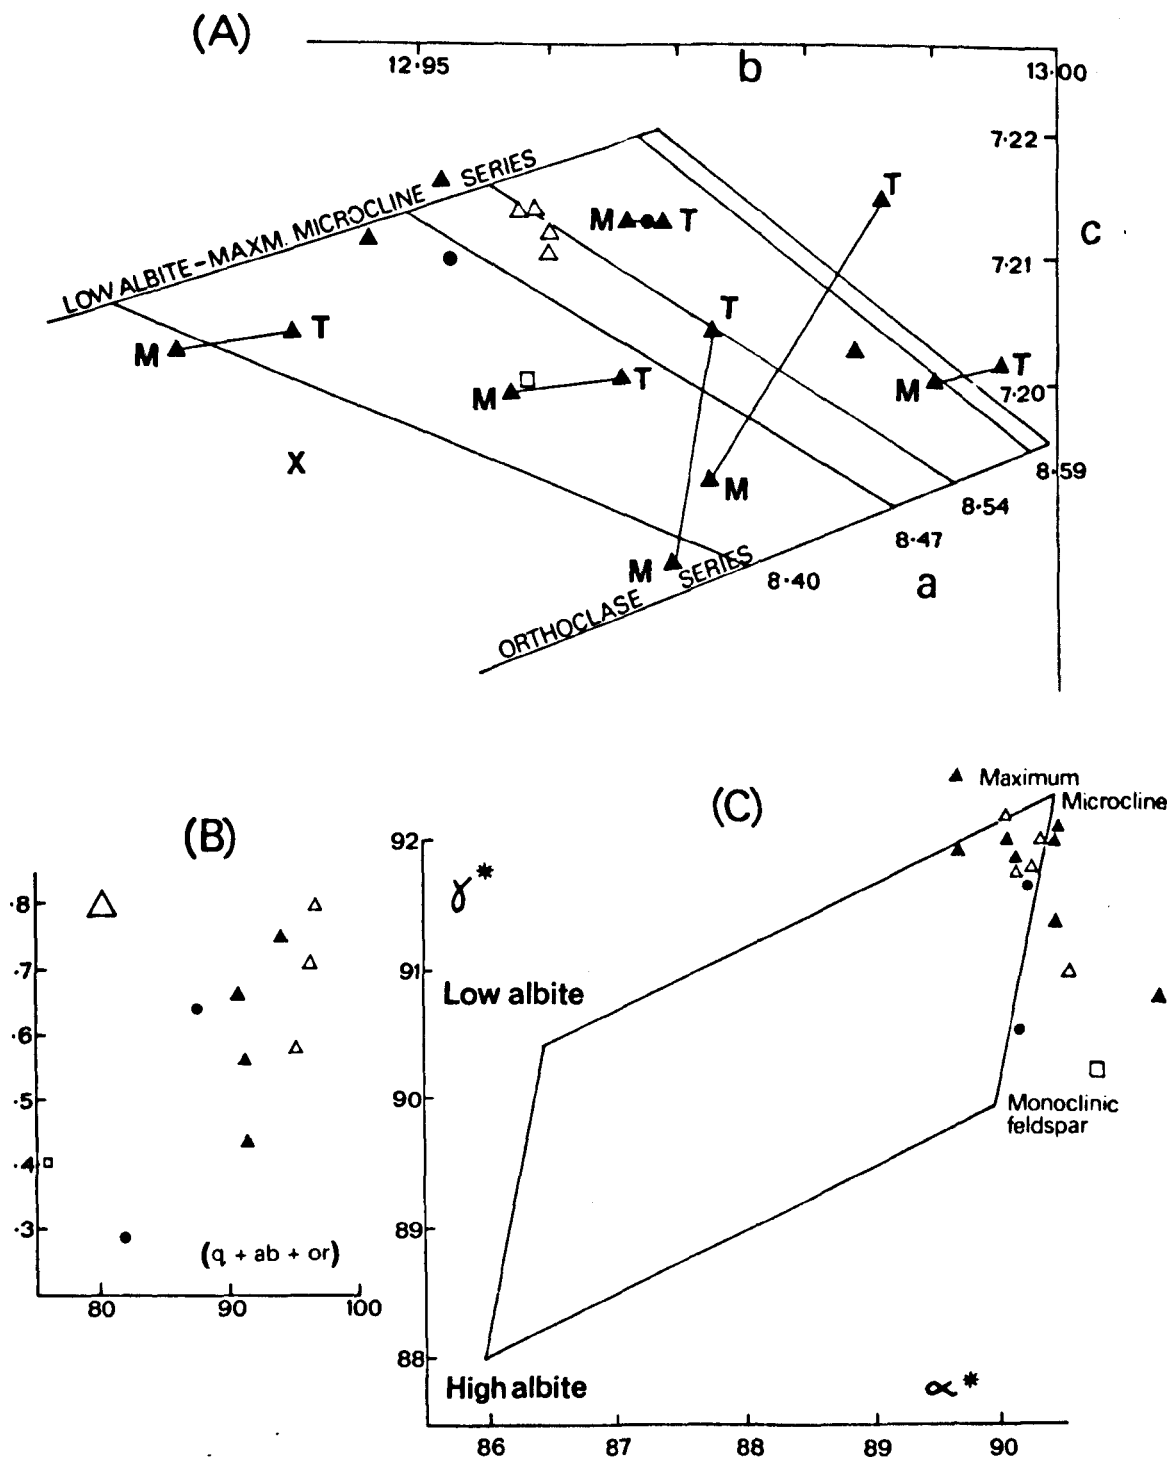 (A)
12·95
b
13·00
7·22
c
7·21
7·20
LOW ALBITE – MAXM. MICROCLINE SERIES
M T
T
T
M T
M T
M T
M
M
X
8·59
8·54
8·47
8·40
a
ORTHOCLASE SERIES
(B)
·8
·7
·6
·5
·4
·3
(q + ab + or)
80 90 100
(C)
Maximum
Microcline
92
γ*
91
Low albite
90
Monoclinic
feldspar
89
88
High albite
∝*
86 87 88 89 90